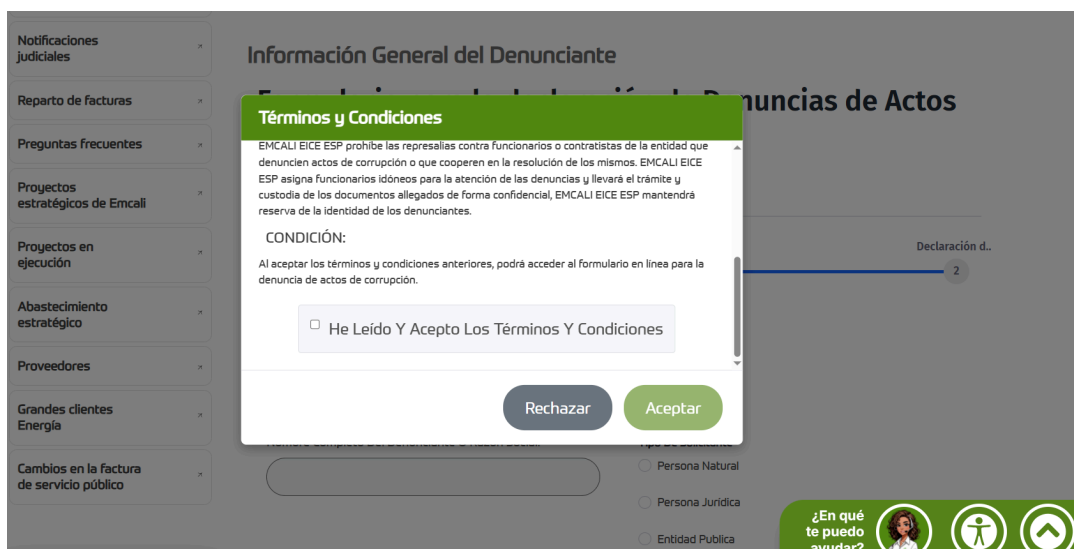 Notificaciones
judiciales
Reparto de facturas
Preguntas frecuentes
Proyectos
estratégicos de Emcali
Proyectos en
ejecución
Abastecimiento
estratégico
Proveedores
Grandes clientes
Energía
Cambios en la factura
de servicio público
Información General del Denunciante
Denuncias de Actos
Declaración d..
2
Términos y Condiciones
EMCALI EICE ESP prohíbe las represalias contra funcionarios o contratistas de la entidad que
denuncien actos de corrupción o que cooperen en la resolución de los mismos. EMCALI EICE
ESP asigna funcionarios idóneos para la atención de las denuncias y llevará el trámite y
custodia de los documentos allegados de forma confidencial, EMCALI EICE ESP mantendrá
reserva de la identidad de los denunciantes.
CONDICIÓN:
Al aceptar los términos y condiciones anteriores, podrá acceder al formulario en línea para la
denuncia de actos de corrupción.
He Leído Y Acepto Los Términos Y Condiciones
Rechazar
Aceptar
Persona Natural
Persona Jurídica
Entidad Publica
¿En qué
te puedo
ayudar?